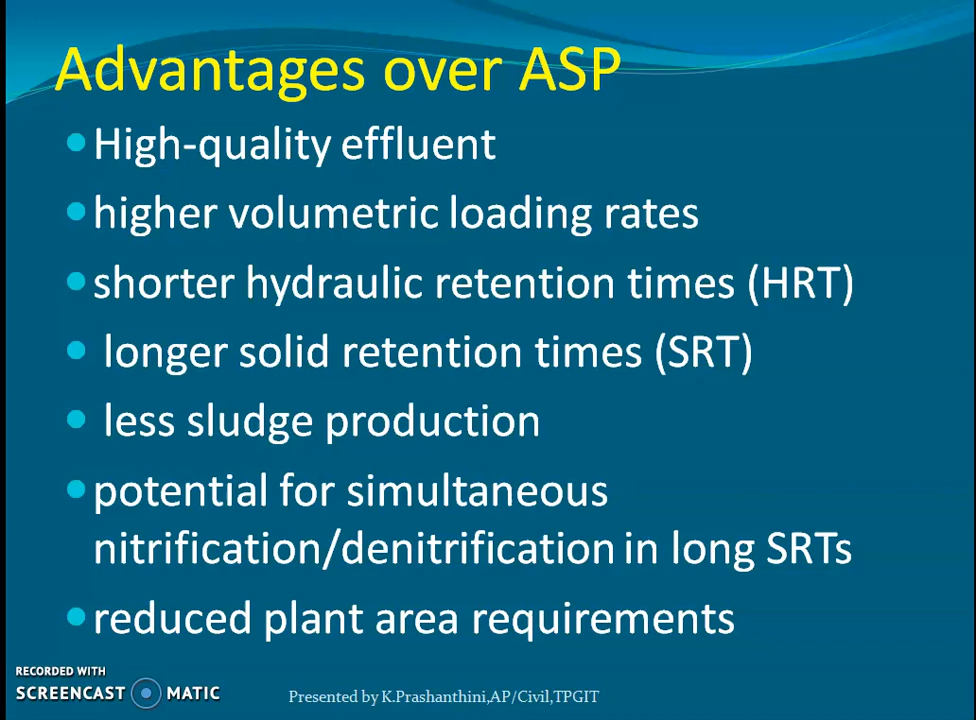 Advantages over ASP
High-quality effluent
higher volumetric loading rates
shorter hydraulic retention times (HRT)
longer solid retention times (SRT)
less sludge production
potential for simultaneous
nitrification/denitrification in long SRTs
reduced plant area requirements
RECORDED WITH
SCREENCAST MATIC
Presented by K.Prashanthini,AP/Civil,TPGIT